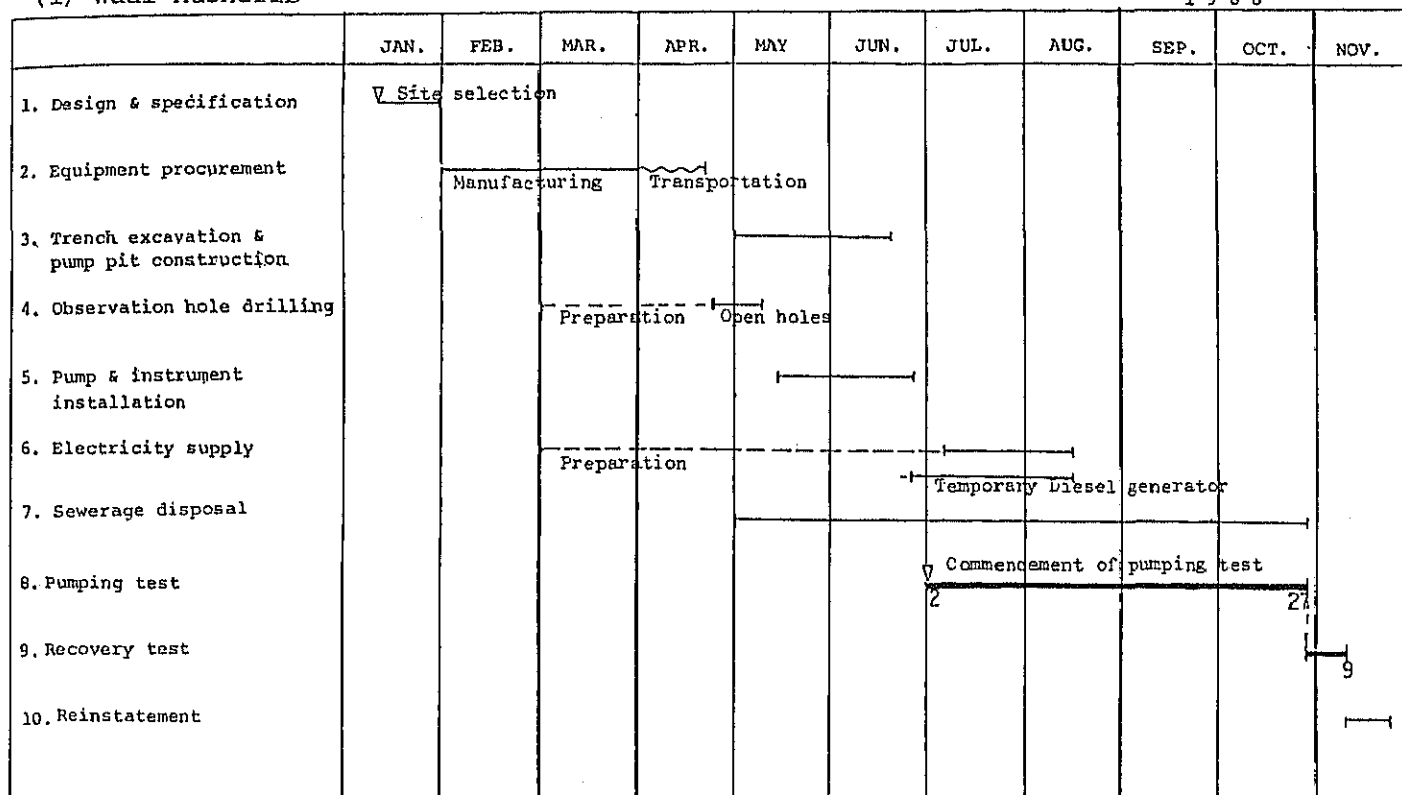 JAN. FEB. MAR. APR. MAY JUN. JUL. AUG. SEP. OCT. NOV.
1. Design & specification
Site selection
2. Equipment procurement
Manufacturing Transportation
3. Trench excavation &
pump pit construction
4. Observation hole drilling
Preparation Open holes
5. Pump & instrument
installation
6. Electricity supply
Preparation
Temporary Diesel generator
7. Sewerage disposal
Commencement of pumping test
8. Pumping test
2 27
9. Recovery test
9
10. Reinstatement